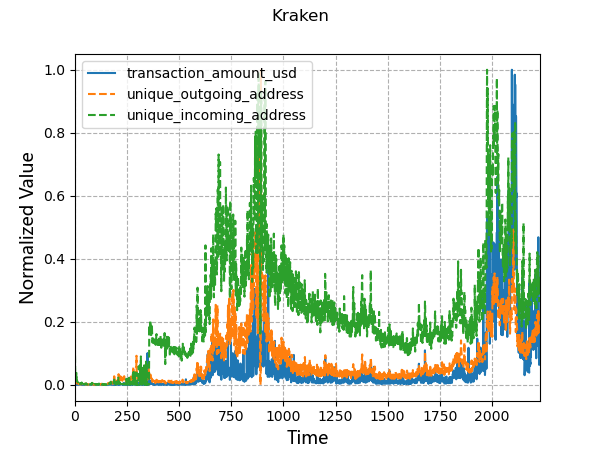 Kraken
1.0
0.8
0.6
0.4
0.2
0.0
Normalized Value
transaction_amount_usd
unique_outgoing_address
unique_incoming_address
0 250 500 750 1000 1250 1500 1750 2000
Time